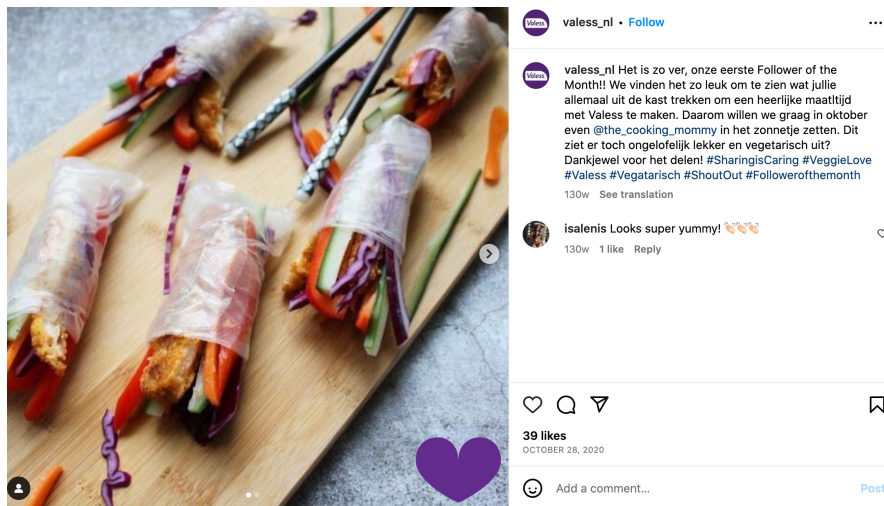 valess_nl • Follow
valess_nl Het is zo ver, onze eerste Follower of the
Month!! We vinden het zo leuk om te zien wat jullie
allemaal uit de kast trekken om een heerlijke maatltijd
met Valess te maken. Daarom willen we graag in oktober
even @the_cooking_mommy in het zonnetje zetten. Dit
ziet er toch ongelofelijk lekker en vegetarisch uit?
Dankjewel voor het delen! #SharingisCaring #VeggieLove
#Valess #Vegatarisch #ShoutOut #Followerofthemonth
130w See translation
isalenis Looks super yummy! 👏🏻👏🏻👏🏻
130w 1 like Reply
39 likes
OCTOBER 28, 2020
Add a comment... Post
Valess.
Valess.